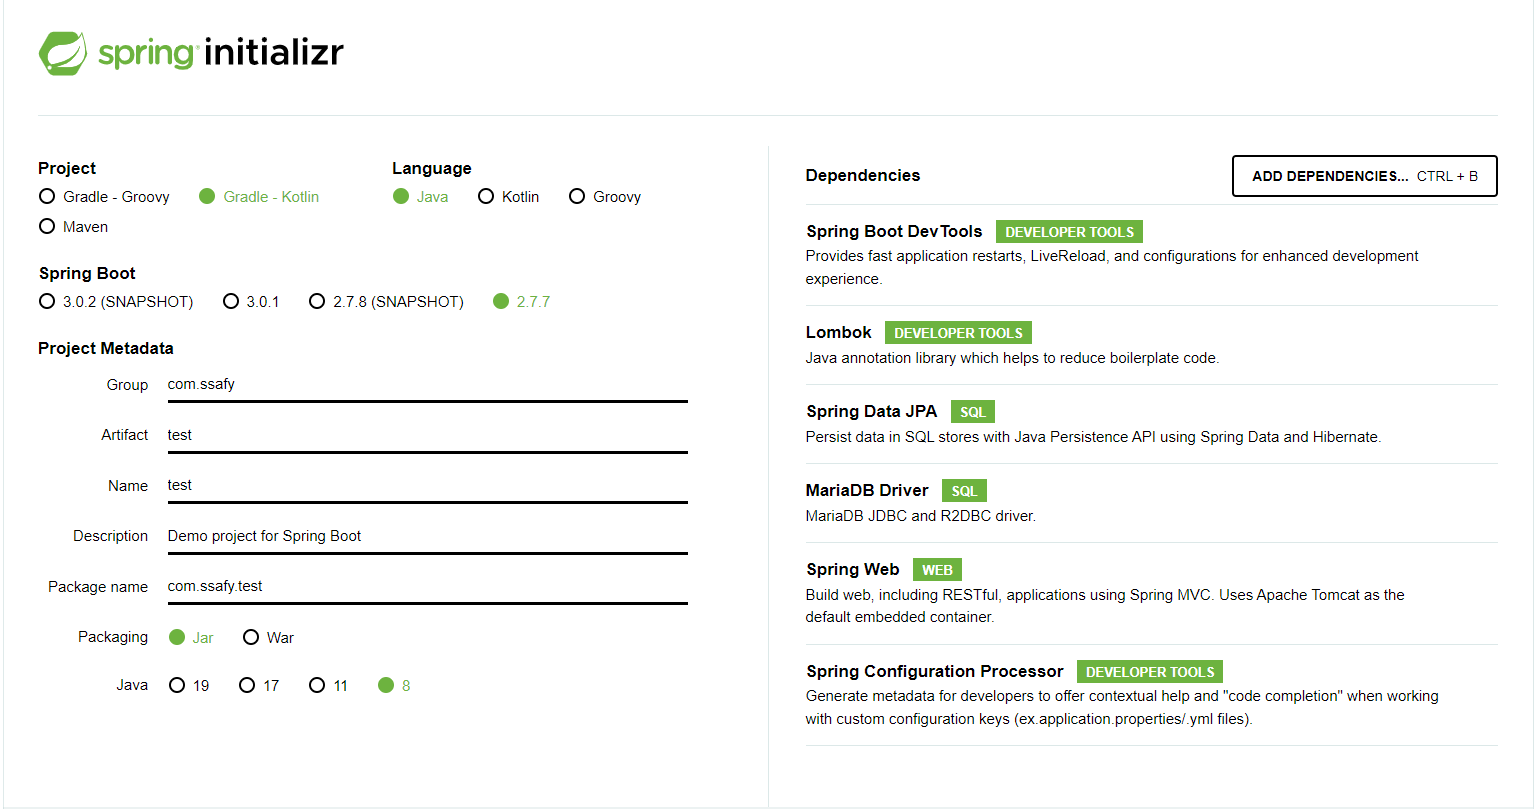 spring initializr
Project
Gradle - Groovy Gradle - Kotlin
Maven
Language
Java Kotlin Groovy
Spring Boot
3.0.2 (SNAPSHOT) 3.0.1 2.7.8 (SNAPSHOT) 2.7.7
Project Metadata
Group com.ssafy
Artifact test
Name test
Description Demo project for Spring Boot
Package name com.ssafy.test
Packaging Jar War
Java 19 17 11 8
Dependencies
ADD DEPENDENCIES... CTRL + B
Spring Boot DevTools DEVELOPER TOOLS
Provides fast application restarts, LiveReload, and configurations for enhanced development
experience.
Lombok DEVELOPER TOOLS
Java annotation library which helps to reduce boilerplate code.
Spring Data JPA SQL
Persist data in SQL stores with Java Persistence API using Spring Data and Hibernate.
MariaDB Driver SQL
MariaDB JDBC and R2DBC driver.
Spring Web WEB
Build web, including RESTful, applications using Spring MVC. Uses Apache Tomcat as the
default embedded container.
Spring Configuration Processor DEVELOPER TOOLS
Generate metadata for developers to offer contextual help and "code completion" when working
with custom configuration keys (ex.application.properties/.yml files).